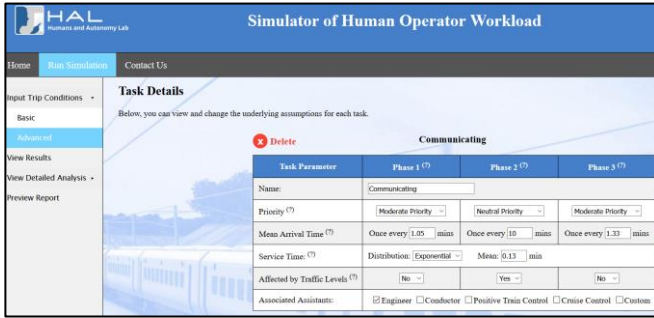 HAL
Humans and Autonomy Lab
Simulator of Human Operator Workload
Home Run Simulation Contact Us
Input Trip Conditions
Basic
Advanced
View Results
View Detailed Analysis
Preview Report
Task Details
Below, you can view and change the underlying assumptions for each task.
x Delete Communicating
Task Parameter Phase 1 (?) Phase 2 (?) Phase 3 (?)
Name: Communicating
Priority (?) Moderate Priority Neutral Priority Moderate Priority
Mean Arrival Time (?) Once every 1.05 mins Once every 10 mins Once every 1.33 mins
Service Time: (?) Distribution: Exponential Mean: 0.13 min
Affected by Traffic Levels (?) No Yes No
Associated Assistants: Engineer Conductor Positive Train Control Cruise Control Custom